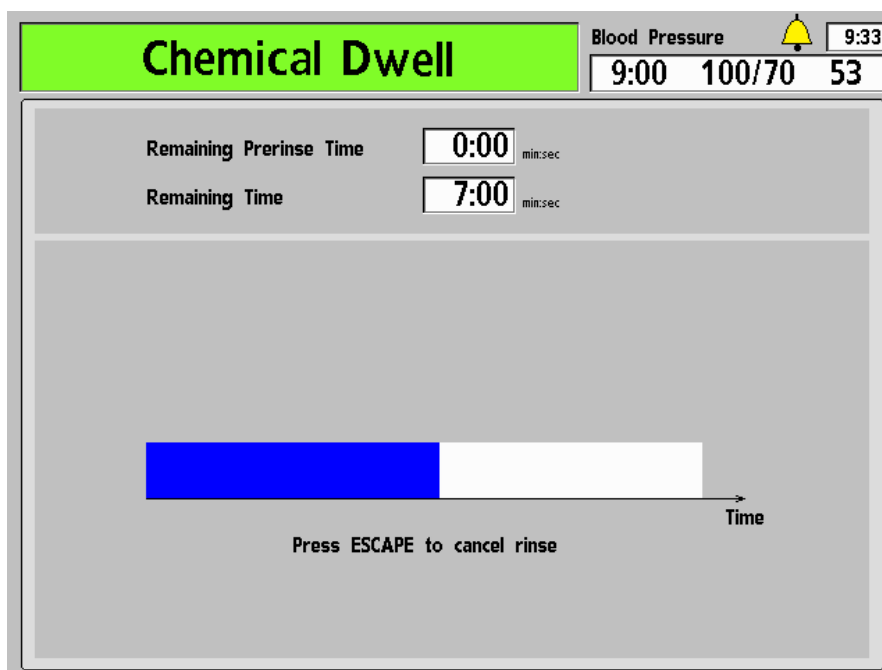 Chemical Dwell
Blood Pressure
9:33
9:00 100/70 53
Remaining Prerinse Time 0:00 min:sec
Remaining Time 7:00 min:sec
Time
Press ESCAPE to cancel rinse